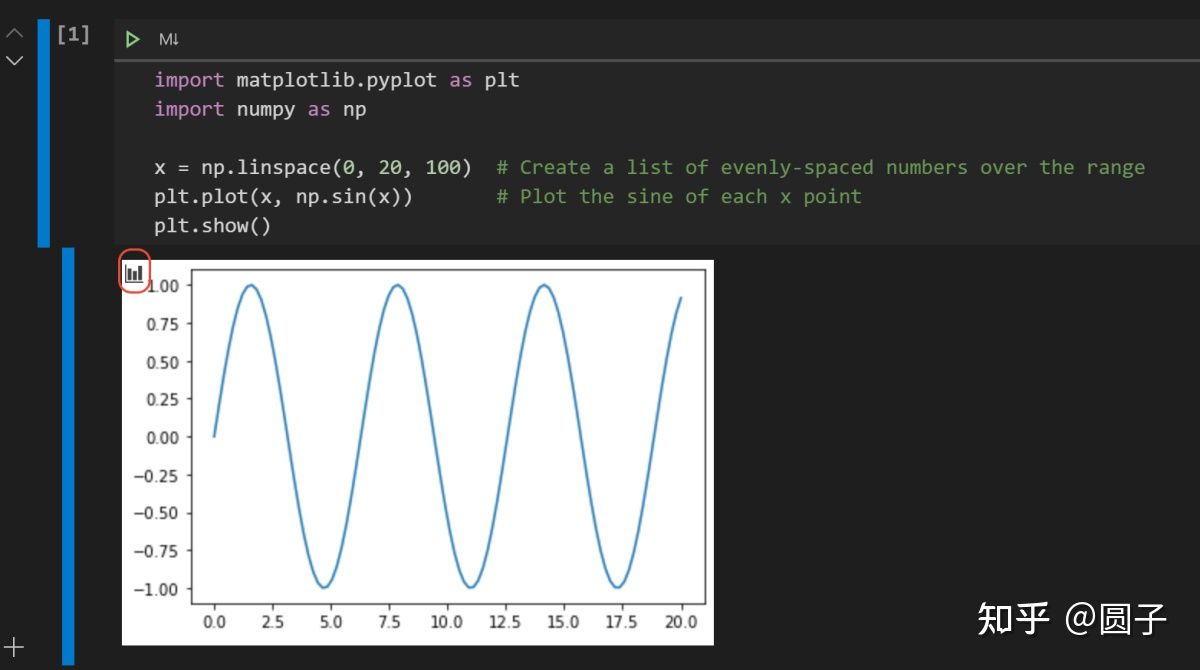 [1]
M↓
import matplotlib.pyplot as plt
import numpy as np
x = np.linspace(0, 20, 100)  # Create a list of evenly-spaced numbers over the range
plt.plot(x, np.sin(x))       # Plot the sine of each x point
plt.show()
1.00
0.75
0.50
0.25
0.00
−0.25
−0.50
−0.75
−1.00
0.0 2.5 5.0 7.5 10.0 12.5 15.0 17.5 20.0
知乎 @圆子